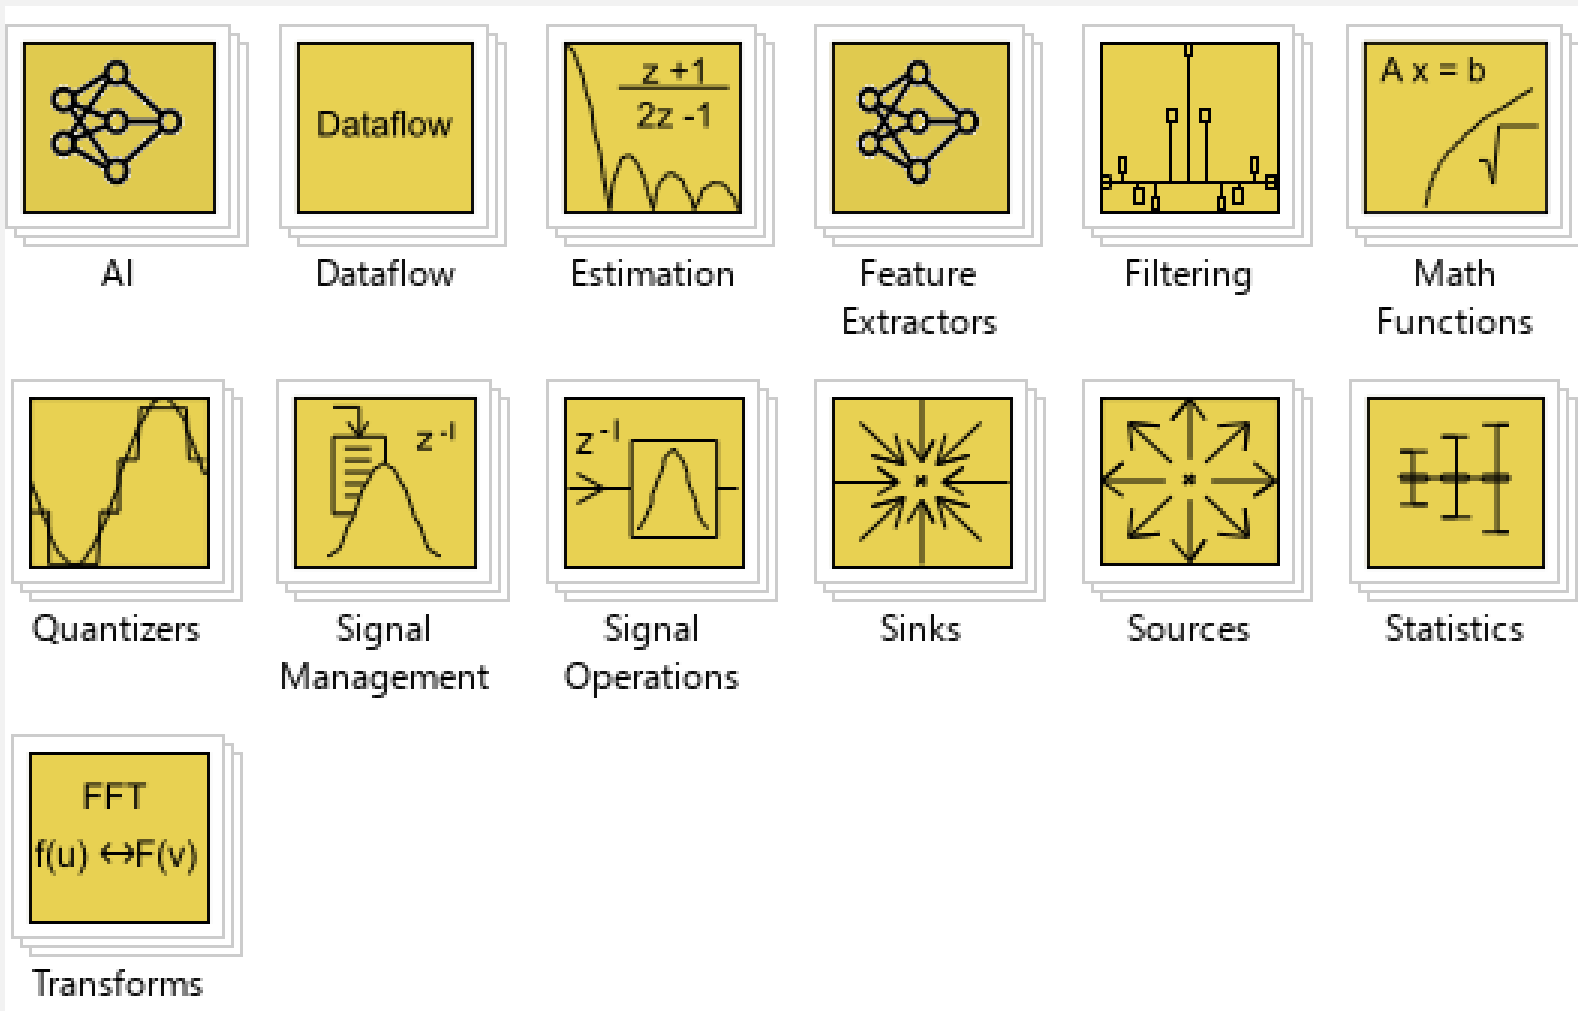 z +1
A x = b
Dataflow
2z -1
AI
Dataflow
Estimation
Feature
Extractors
Filtering
Math
Functions
z⁻¹
z⁻¹
Quantizers
Signal
Management
Signal
Operations
Sinks
Sources
Statistics
FFT
f(u) ↔F(v)
Transforms